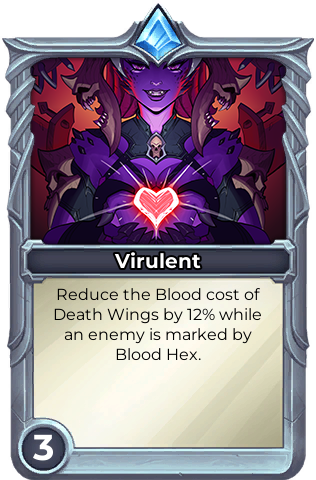 Virulent
Reduce the Blood cost of
Death Wings by 12% while
an enemy is marked by
Blood Hex.
3